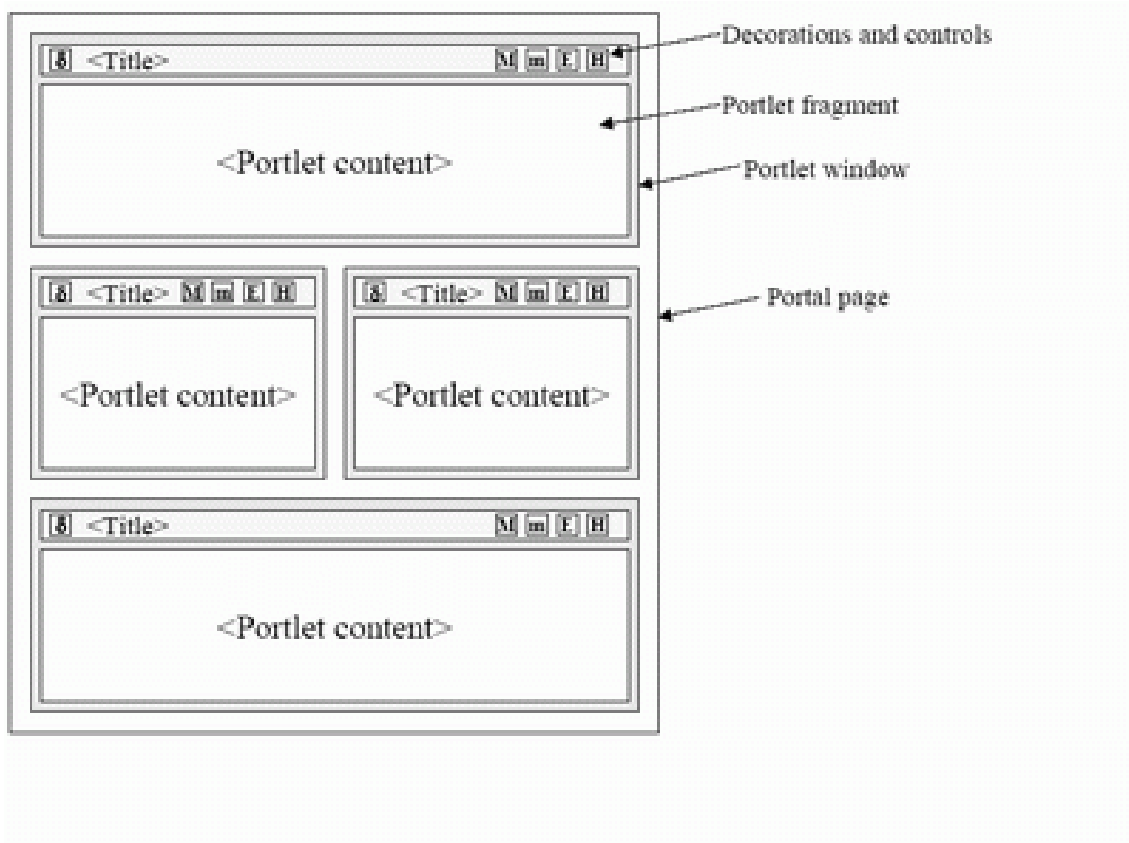 <Title> M m E H
Decorations and controls
Portlet fragment
<Portlet content>
Portlet window
<Title> M m E H
<Title> M m E H
Portal page
<Portlet content>
<Portlet content>
<Title> M m E H
<Portlet content>